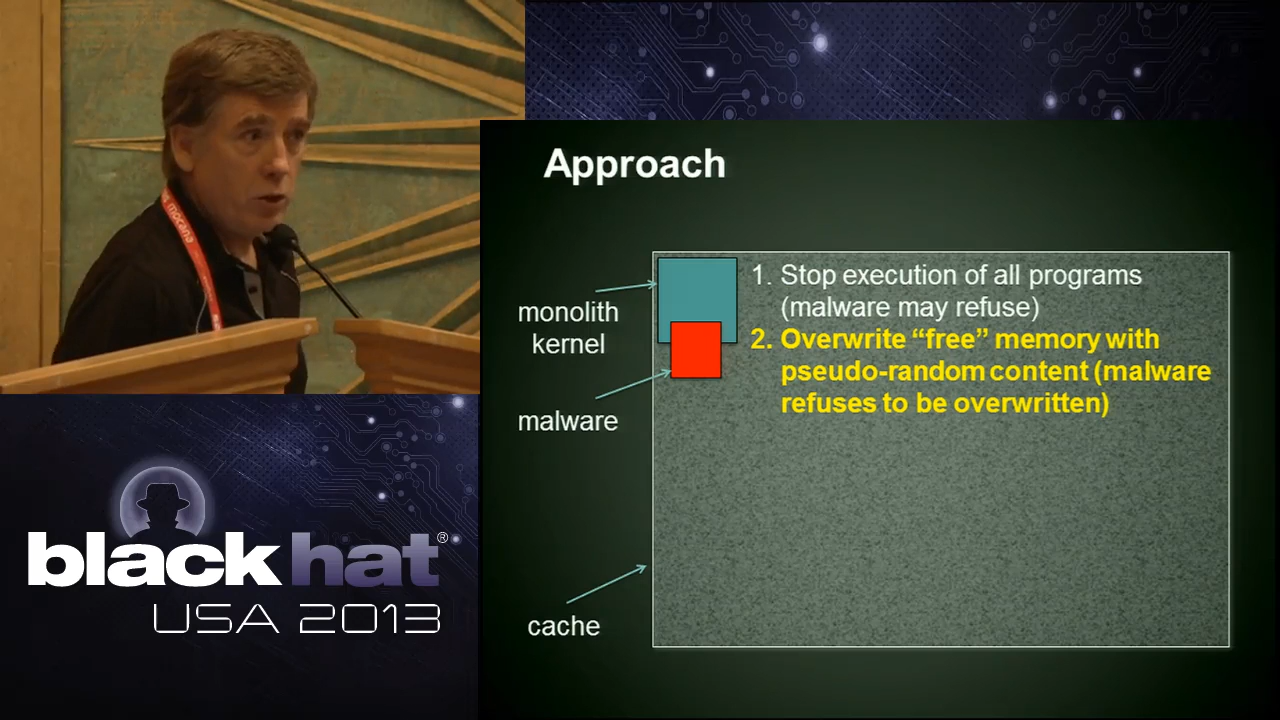 mocana
Approach
1. Stop execution of all programs
(malware may refuse)
2. Overwrite “free” memory with
pseudo-random content (malware
refuses to be overwritten)
monolith
kernel
malware
cache
black hat®
USA 2013